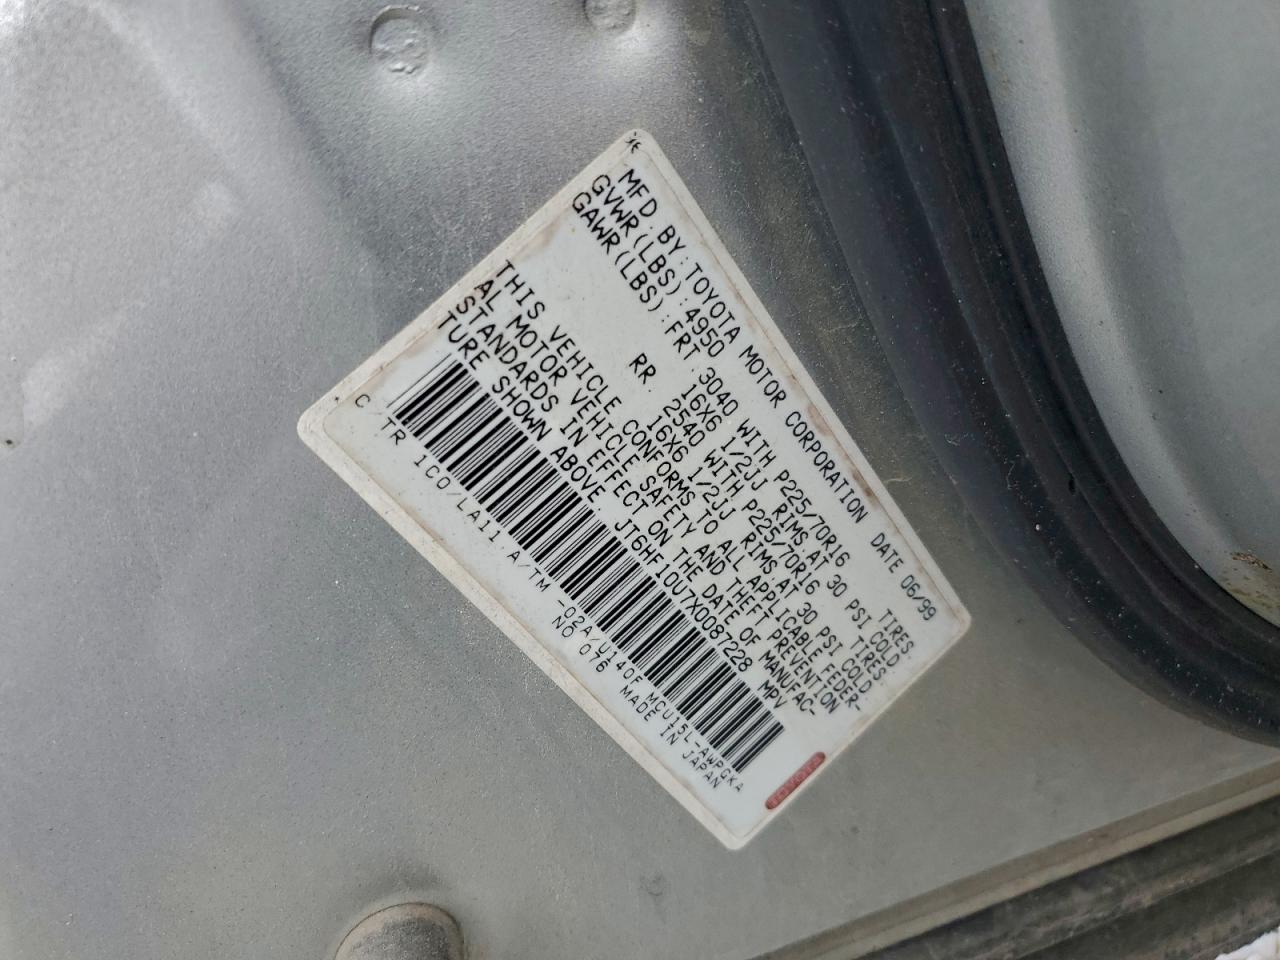 MFD. BY: TOYOTA MOTOR CORPORATION DATE 06/99
GVWR(LBS): 4950
GAWR(LBS): FRT. 3040 WITH P225/70R16 TIRES.
16X6 1/2JJ RIMS.AT 30 PSI COLD
RR. 2540 WITH P225/70R16 TIRES.
16X6 1/2JJ RIMS AT 30 PSI COLD
THIS VEHICLE CONFORMS TO ALL APPLICABLE FEDER-
AL MOTOR VEHICLE SAFETY AND THEFT PREVENTION
STANDARDS IN EFFECT ON THE DATE OF MANUFAC-
TURE SHOWN ABOVE JT6HF10U7X0087228 MPV
C/TR 1C0/LA11 A/TM -02A/U140F MCU15L-AWPGKA
NO.076 MADE IN JAPAN
TOYOTA